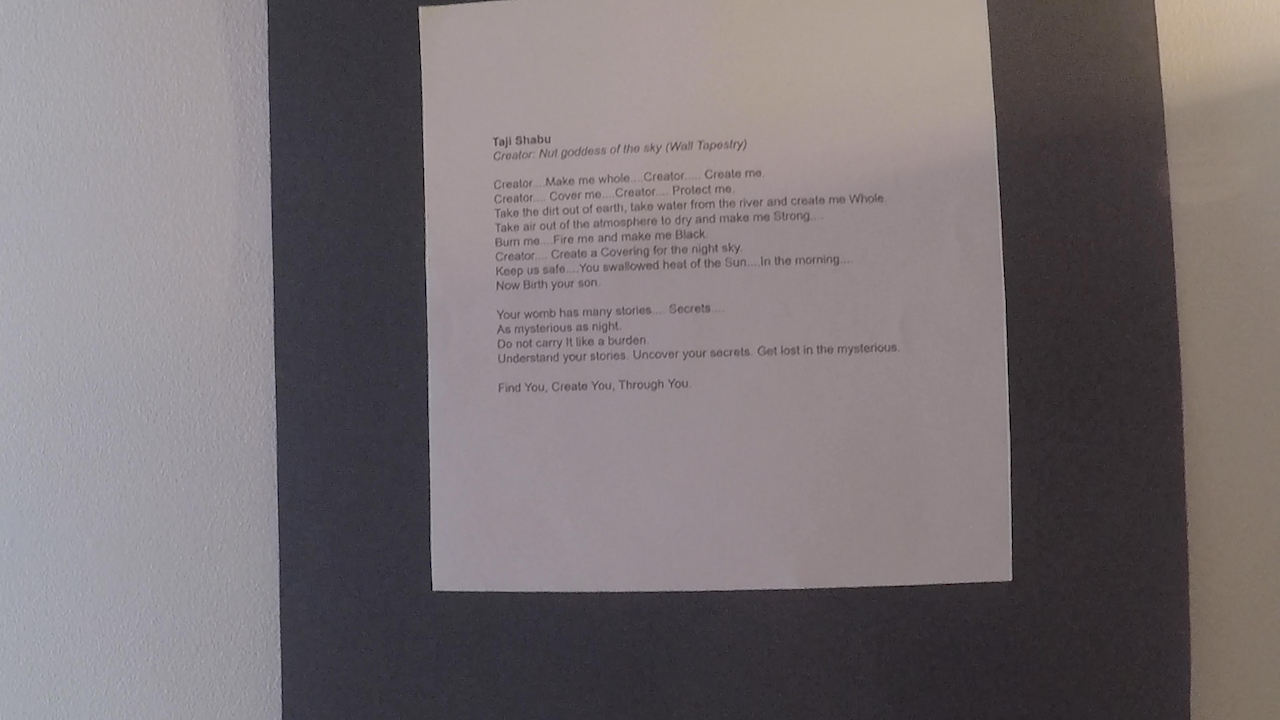 Taji Shabu
Creator: Nut goddess of the sky (Wall Tapestry)
Creator....Make me whole....Creator..... Create me.
Creator.... Cover me....Creator.... Protect me.
Take the dirt out of earth, take water from the river and create me Whole.
Take air out of the atmosphere to dry and make me Strong....
Burn me....Fire me and make me Black.
Creator.... Create a Covering for the night sky.
Keep us safe....You swallowed heat of the Sun....In the morning....
Now Birth your son.
Your womb has many stories.... Secrets....
As mysterious as night.
Do not carry It like a burden.
Understand your stories. Uncover your secrets. Get lost in the mysterious.
Find You, Create You, Through You.